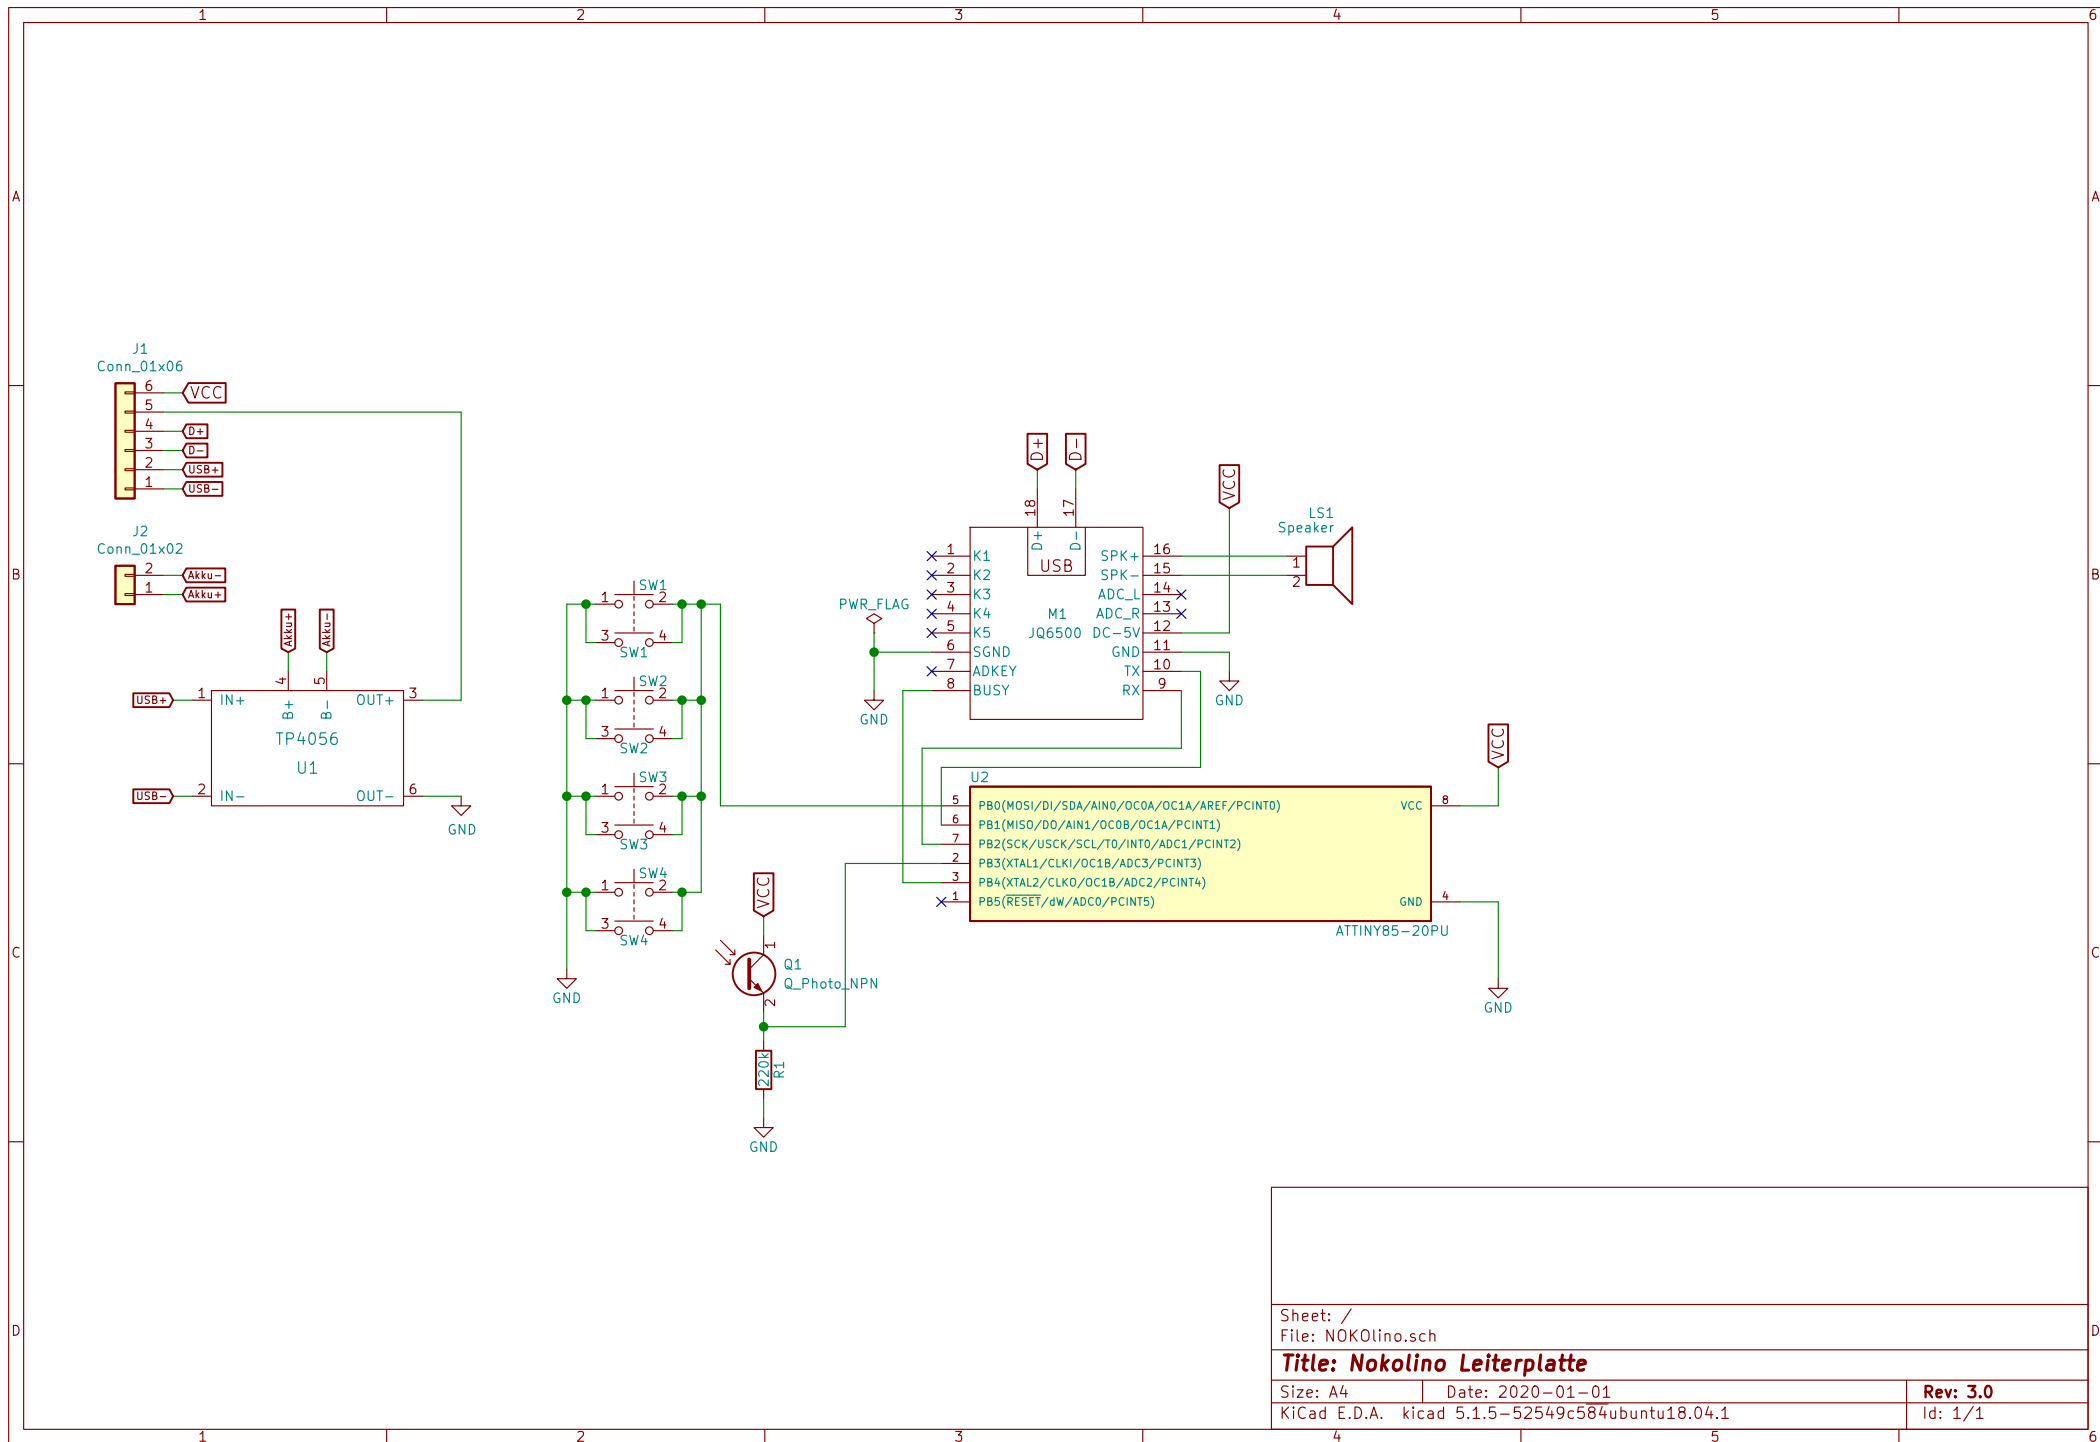 1 2 3 4 5 6
A A
B B
C C
D D
J1
Conn_01x06
6 VCC
5
4 D+
3 D-
2 USB+
1 USB-
J2
Conn_01x02
2 Akku-
1 Akku+
Akku+ Akku-
4 5
USB+ 1 IN+ B+ B- OUT+ 3
TP4056
U1
USB- 2 IN- OUT- 6
GND
SW1
1 2
3 4
SW1
SW2
1 2
3 4
SW2
SW3
1 2
3 4
SW3
SW4
1 2
3 4
SW4
GND
VCC
1
Q1
Q_Photo_NPN
2
220k
R1
GND
PWR_FLAG
GND
D+ D-
18 17
D+ D-
USB
M1
JQ6500
1 K1
2 K2
3 K3
4 K4
5 K5
6 SGND
7 ADKEY
8 BUSY
SPK+ 16
SPK- 15
ADC_L 14
ADC_R 13
DC-5V 12
GND 11
TX 10
RX 9
VCC
GND
LS1
Speaker
1
2
U2
5 PB0(MOSI/DI/SDA/AIN0/OC0A/OC1A/AREF/PCINT0)
6 PB1(MISO/DO/AIN1/OC0B/OC1A/PCINT1)
7 PB2(SCK/USCK/SCL/T0/INT0/ADC1/PCINT2)
2 PB3(XTAL1/CLKI/OC1B/ADC3/PCINT3)
3 PB4(XTAL2/CLKO/OC1B/ADC2/PCINT4)
1 PB5(RESET/dW/ADC0/PCINT5)
VCC 8
GND 4
ATTINY85-20PU
VCC
GND
Sheet: /
File: NOKOlino.sch
Title: Nokolino Leiterplatte
Size: A4 Date: 2020-01-01 Rev: 3.0
KiCad E.D.A. kicad 5.1.5-52549c584ubuntu18.04.1 Id: 1/1
1 2 3 4 5 6